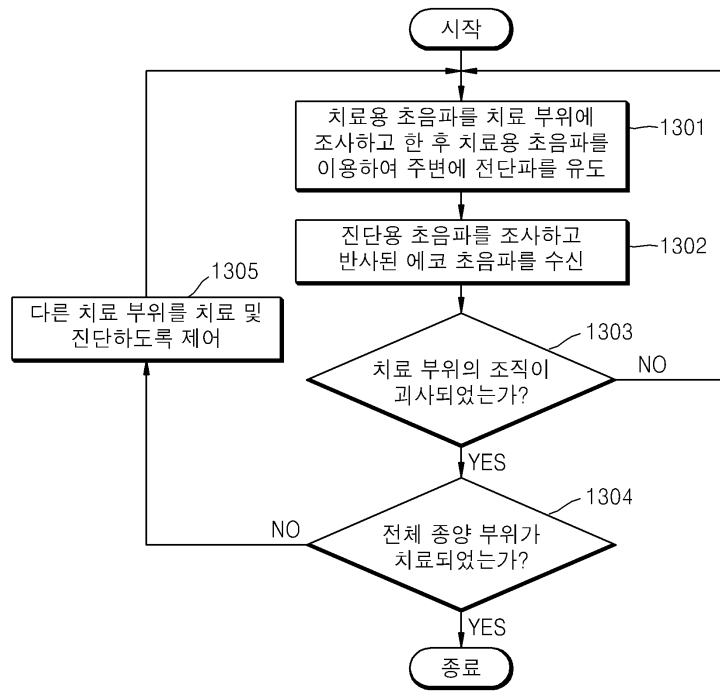 시작
치료용 초음파를 치료 부위에
조사하고 한 후 치료용 초음파를
이용하여 주변에 전단파를 유도
1301
진단용 초음파를 조사하고
반사된 에코 초음파를 수신
1302
1305
다른 치료 부위를 치료 및
진단하도록 제어
1303
치료 부위의 조직이
괴사되었는가?
NO
YES
1304
전체 종양 부위가
치료되었는가?
NO
YES
종료